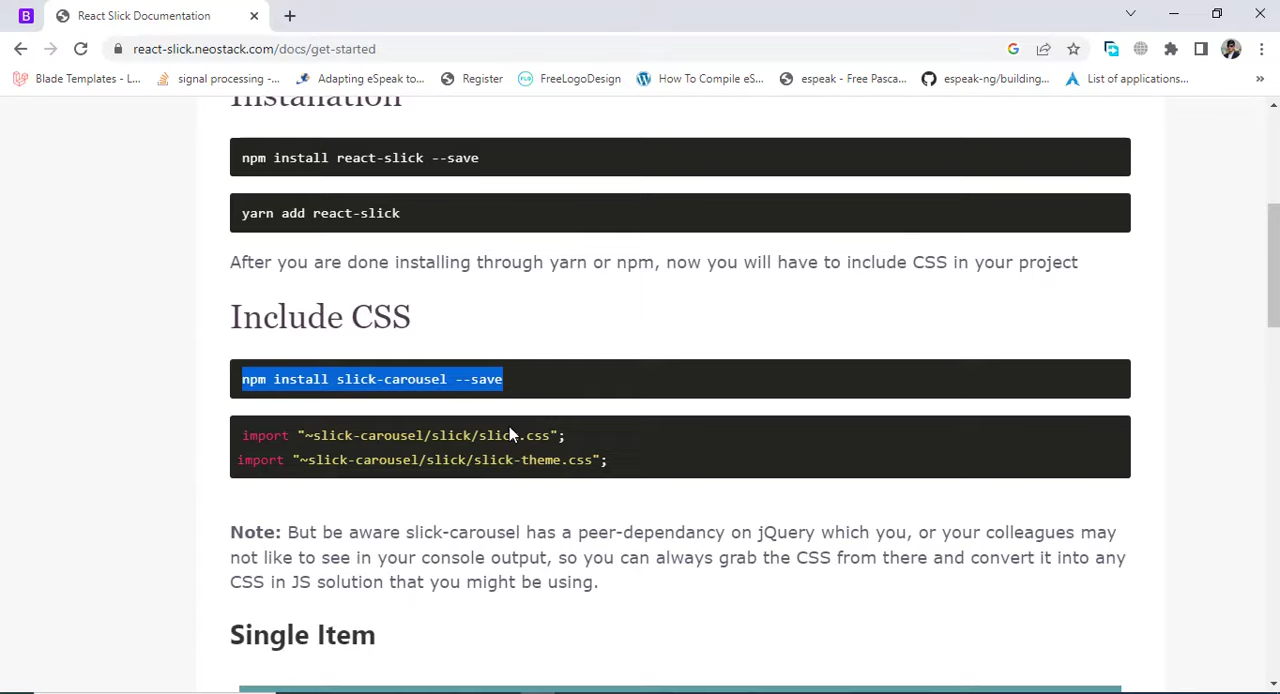 B
React Slick Documentation
react-slick.neostack.com/docs/get-started
G
Blade Templates - L...
signal processing -...
Adapting eSpeak to...
Register
FLD
FreeLogoDesign
How To Compile eS...
espeak - Free Pasca...
espeak-ng/building...
List of applications...
Installation
npm install react-slick --save
yarn add react-slick
After you are done installing through yarn or npm, now you will have to include CSS in your project
Include CSS
npm install slick-carousel --save
import "~slick-carousel/slick/slick.css";
import "~slick-carousel/slick/slick-theme.css";
Note: But be aware slick-carousel has a peer-dependancy on jQuery which you, or your colleagues may
not like to see in your console output, so you can always grab the CSS from there and convert it into any
CSS in JS solution that you might be using.
Single Item